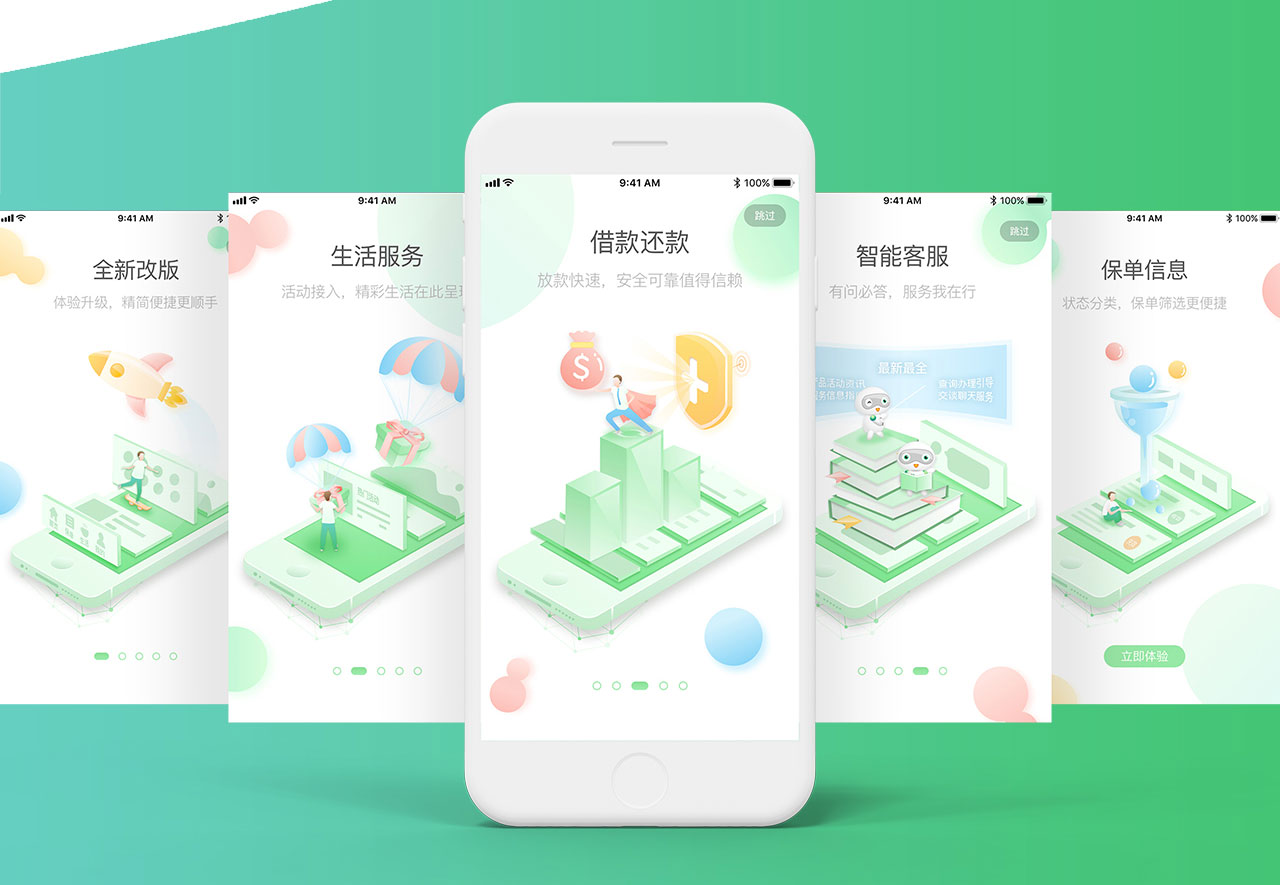 9:41 AM
全新改版
体验升级，精简便捷更顺手
9:41 AM
生活服务
活动接入，精彩生活在此呈
热门活动
9:41 AM
100%
跳过
借款还款
放款快速，安全可靠值得信赖
$
9:41 AM
100%
跳过
智能客服
有问必答，服务我在行
最新最全
产品活动资讯
服务信息指
查询办理引导
交谈聊天服务
9:41 AM
100%
保单信息
状态分类，保单筛选更便捷
立即体验